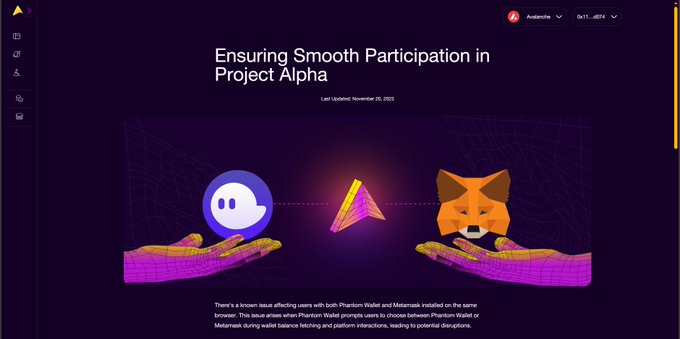 Avalanche
0x11...d074
Ensuring Smooth Participation in
Project Alpha
Last Updated: November 20, 2023
There's a known issue affecting users with both Phantom Wallet and Metamask installed on the same
browser. This issue arises when Phantom Wallet prompts users to choose between Phantom Wallet or
Metamask during wallet balance fetching and platform interactions, leading to potential disruptions.